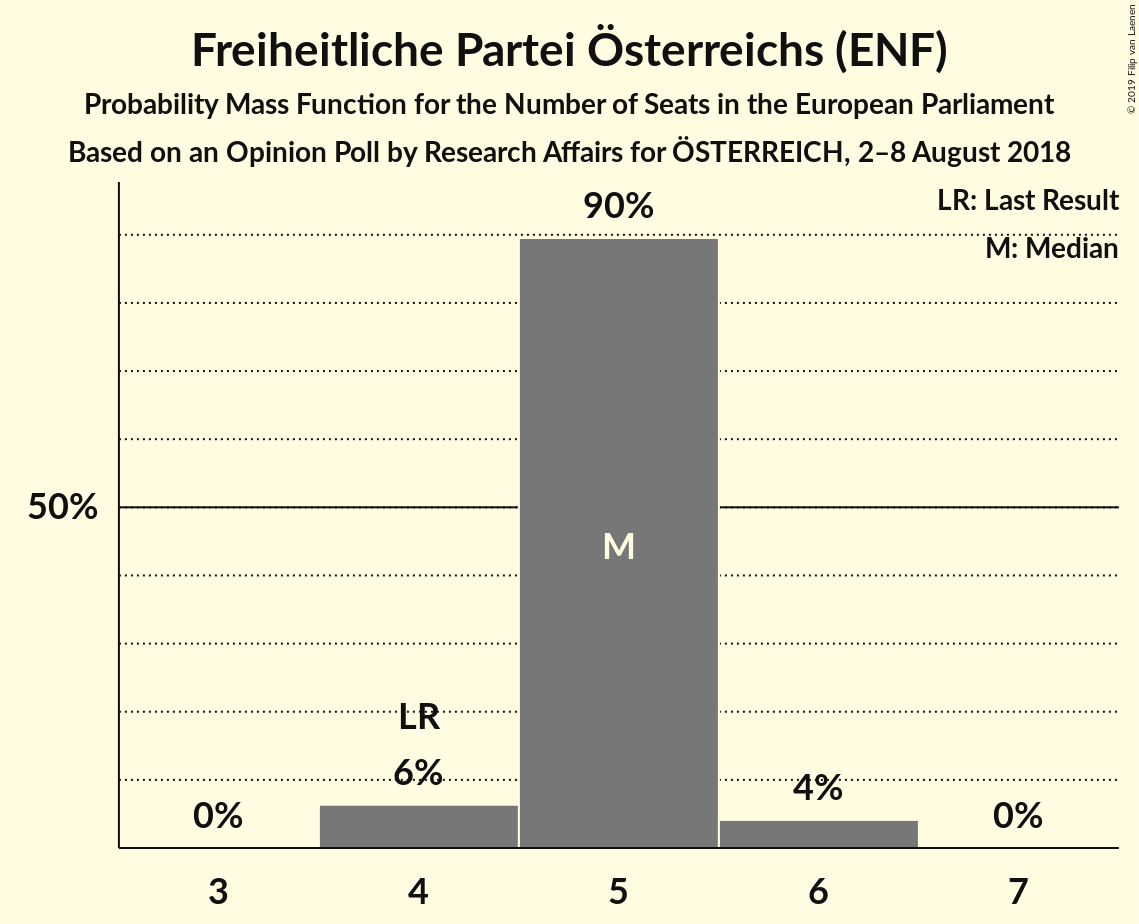 Freiheitliche Partei Österreichs (ENF)
Probability Mass Function for the Number of Seats in the European Parliament
Based on an Opinion Poll by Research Affairs for ÖSTERREICH, 2–8 August 2018
© 2019 Filip van Laenen
LR: Last Result
M: Median
90%
50%
M
LR
6%
4%
0%
0%
3 4 5 6 7